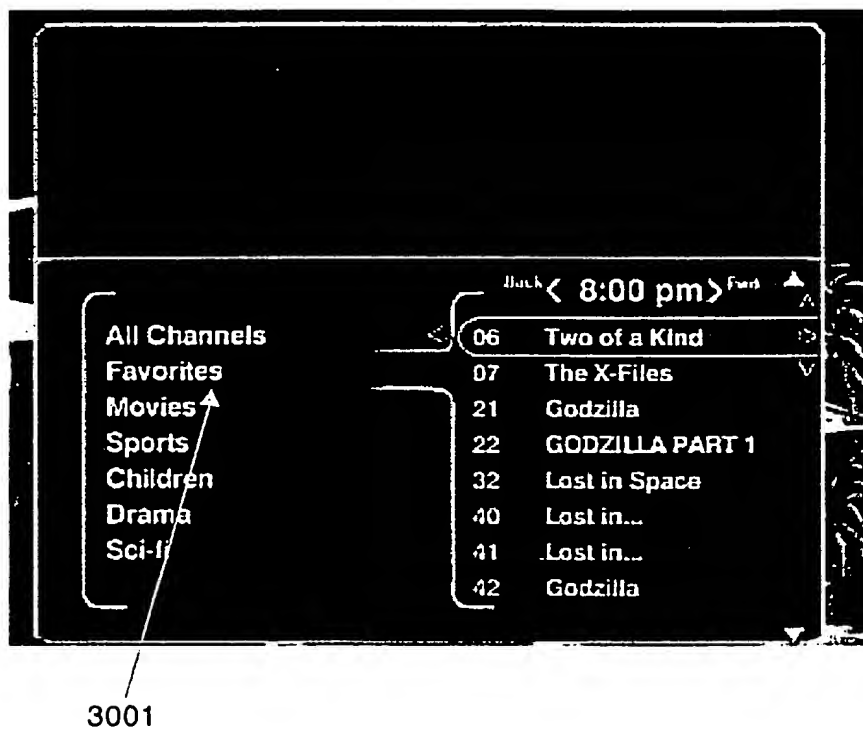 Back < 8:00 pm > Fwd
All Channels
Favorites
Movies
Sports
Children
Drama
Sci-fi
06 Two of a Kind
07 The X-Files
21 Godzilla
22 GODZILLA PART 1
32 Lost in Space
40 Lost in...
41 Lost in...
42 Godzilla
3001